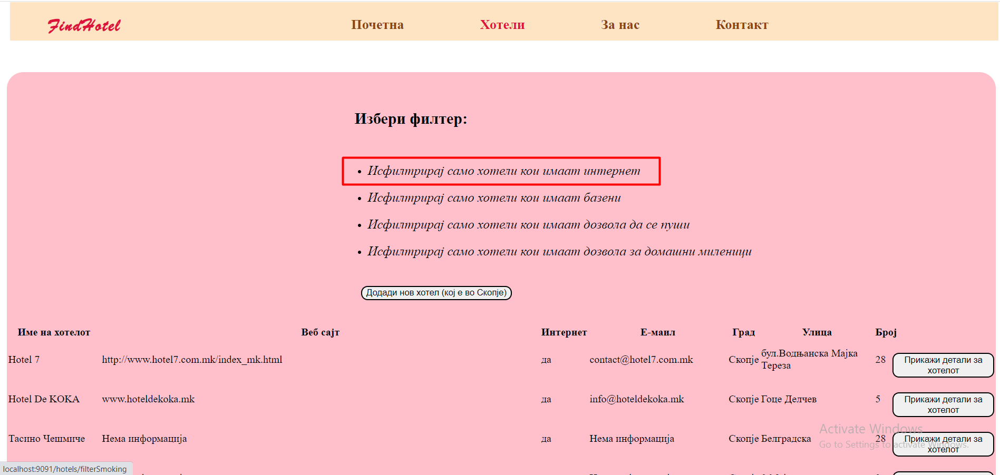 FindHotel Почетна Хотели За нас Контакт
Избери филтер:
• Исфилтрирај само хотели кои имаат интернет
• Исфилтрирај само хотели кои имаат базени
• Исфилтрирај само хотели кои имаат дозвола да се пуши
• Исфилтрирај само хотели кои имаат дозвола за домашни миленици
Додади нов хотел (кој е во Скопје)
Име на хотелот Веб сајт Интернет Е-маил Град Улица Број
Hotel 7 http://www.hotel7.com.mk/index_mk.html да contact@hotel7.com.mk Скопје бул.Водњанска Мајка Тереза 28 Прикажи детали за хотелот
Hotel De KOKA www.hoteldekoka.mk да info@hoteldekoka.mk Скопје Гоце Делчев 5 Прикажи детали за хотелот
Тасино Чешмиче Нема информација да Нема информација Скопје Белградска 28 Прикажи детали за хотелот
Activate Windows
Go to Settings to activate Windows.
localhost:9091/hotels/filterSmoking